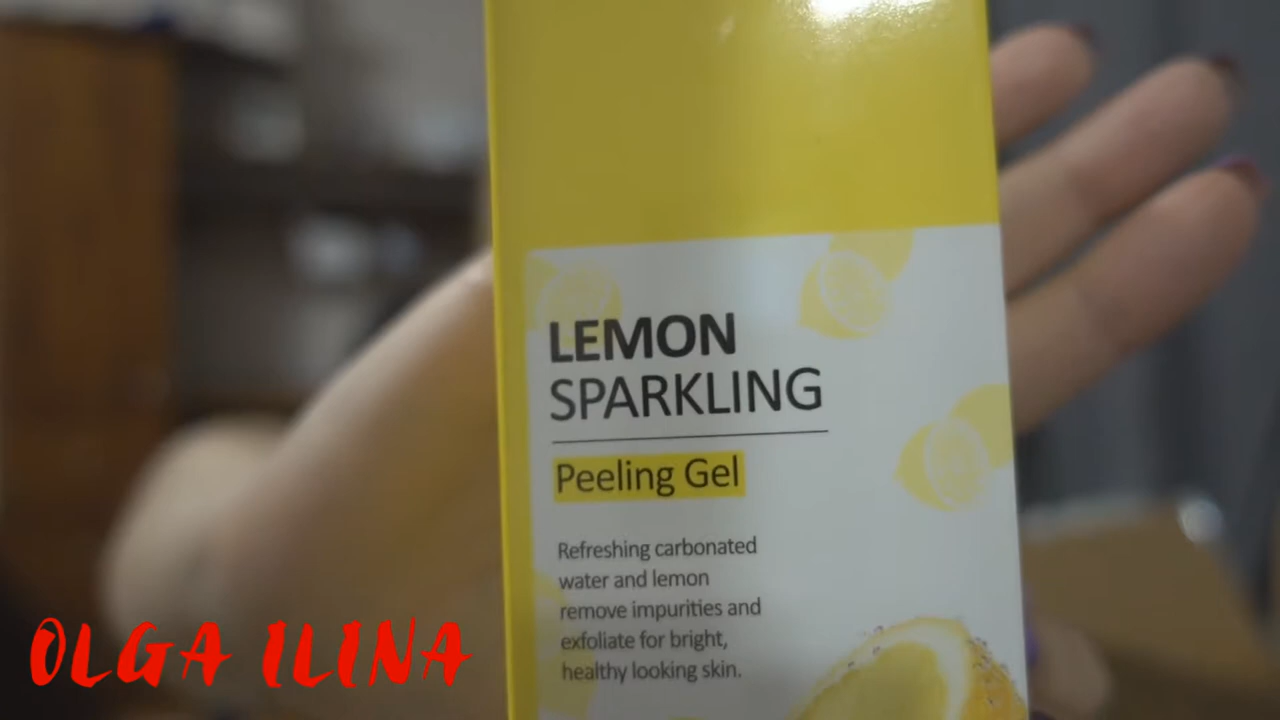 LEMON
SPARKLING
Peeling Gel
Refreshing carbonated
water and lemon
remove impurities and
exfoliate for bright,
healthy looking skin.
OLGA ILINA